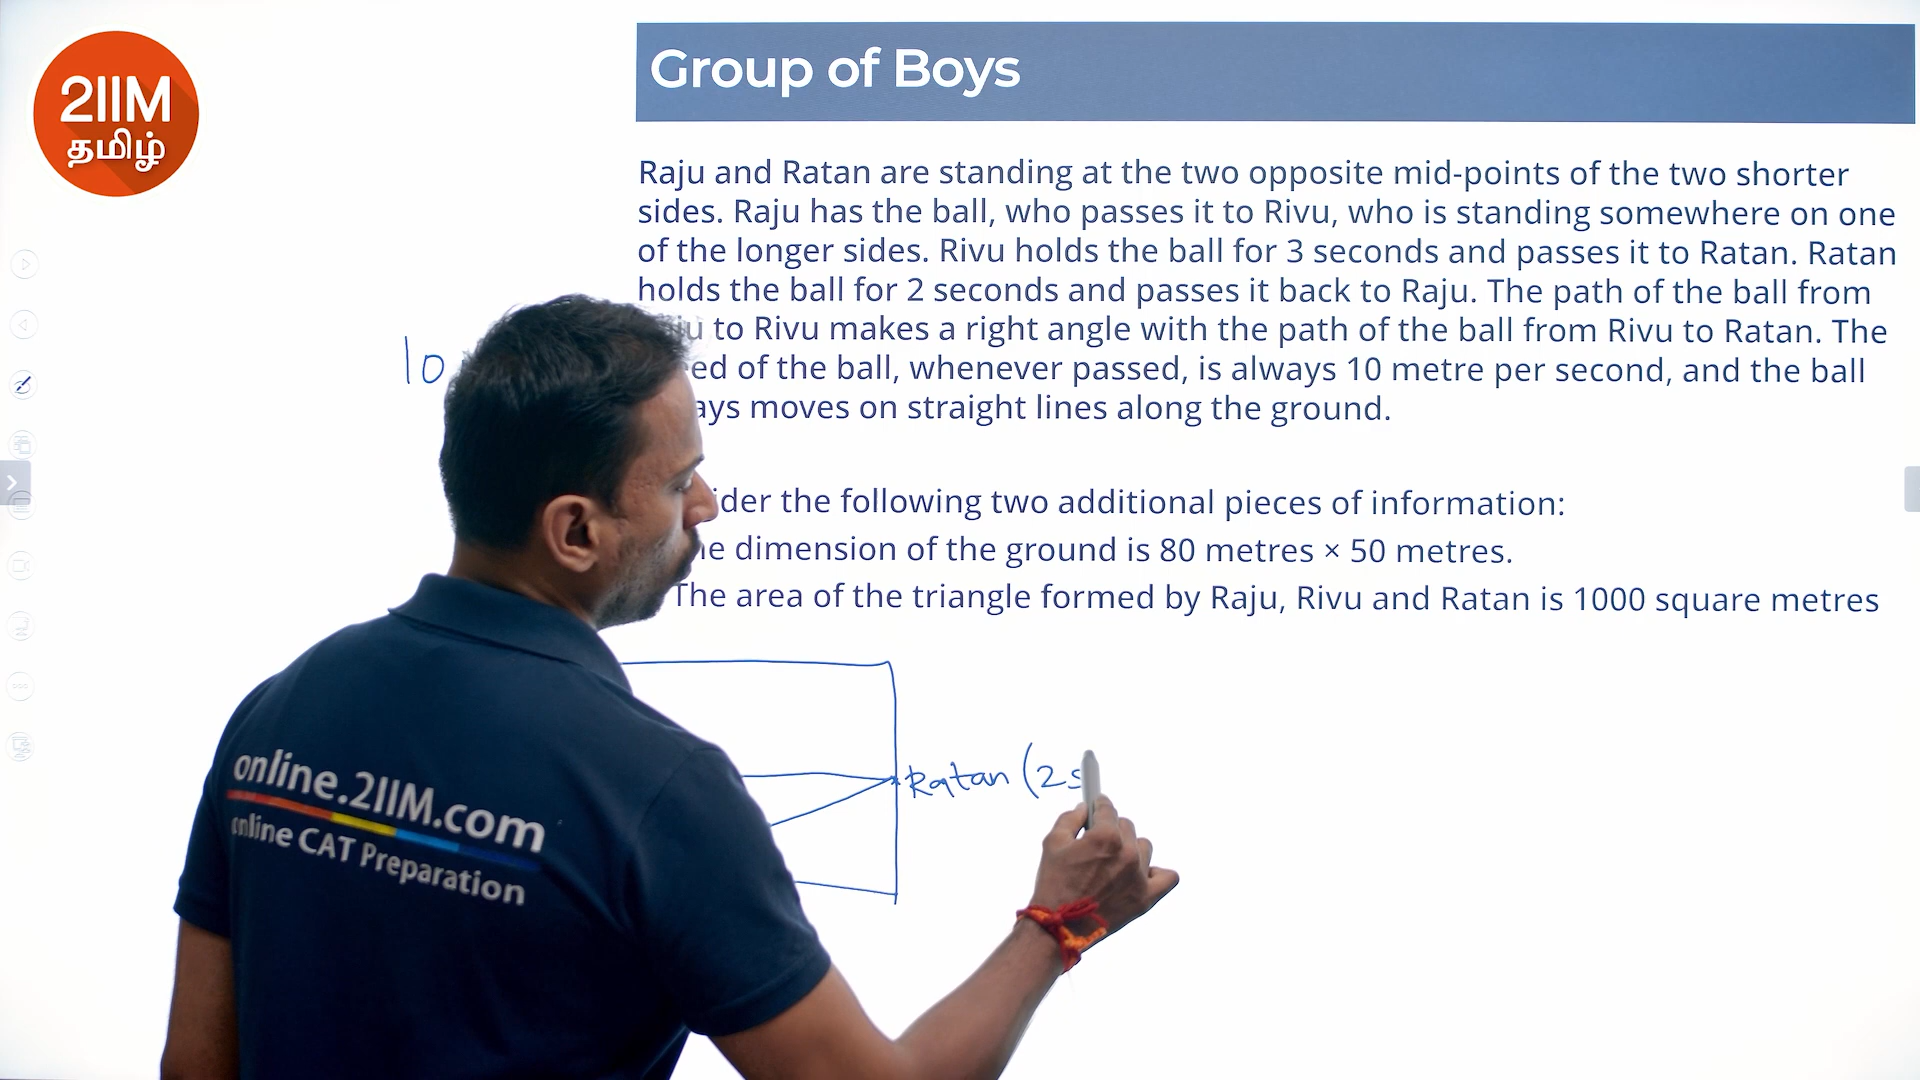 2IIM
தமிழ்
Group of Boys
Raju and Ratan are standing at the two opposite mid-points of the two shorter
sides. Raju has the ball, who passes it to Rivu, who is standing somewhere on one
of the longer sides. Rivu holds the ball for 3 seconds and passes it to Ratan. Ratan
holds the ball for 2 seconds and passes it back to Raju. The path of the ball from
to Rivu makes a right angle with the path of the ball from Rivu to Ratan. The
ed of the ball, whenever passed, is always 10 metre per second, and the ball
ays moves on straight lines along the ground.
10
ider the following two additional pieces of information:
dimension of the ground is 80 metres × 50 metres.
The area of the triangle formed by Raju, Rivu and Ratan is 1000 square metres
Ratan (2s
online.2IIM.com
online CAT Preparation